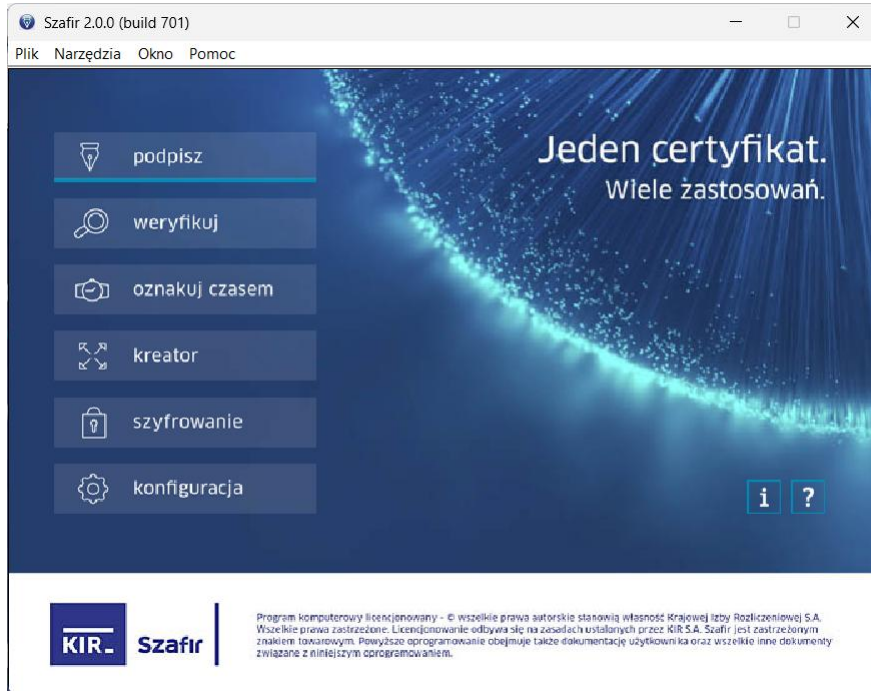 Szafir 2.0.0 (build 701)
Plik Narzędzia Okno Pomoc
podpisz
weryfikuj
oznakuj czasem
kreator
szyfrowanie
konfiguracja
Jeden certyfikat.
Wiele zastosowań.
i ?
KIR Szafir
Program komputerowy licencjonowany - © wszelkie prawa autorskie stanowią własność Krajowej Izby Rozliczeniowej S.A.
Wszelkie prawa zastrzeżone. Licencjonowanie odbywa się na zasadach ustalonych przez KIR S.A. Szafir jest zastrzeżonym
znakiem towarowym. Powyższe oprogramowanie obejmuje także dokumentację użytkownika oraz wszelkie inne dokumenty
związane z niniejszym oprogramowaniem.